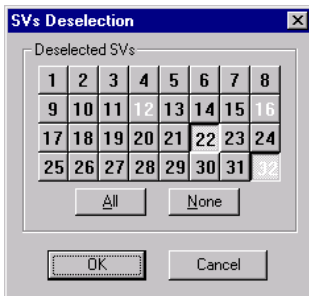 SVs Deselection
Deselected SVs
1 2 3 4 5 6 7 8
9 10 11 12 13 14 15 16
17 18 19 20 21 22 23 24
25 26 27 28 29 30 31 32
All None
OK Cancel